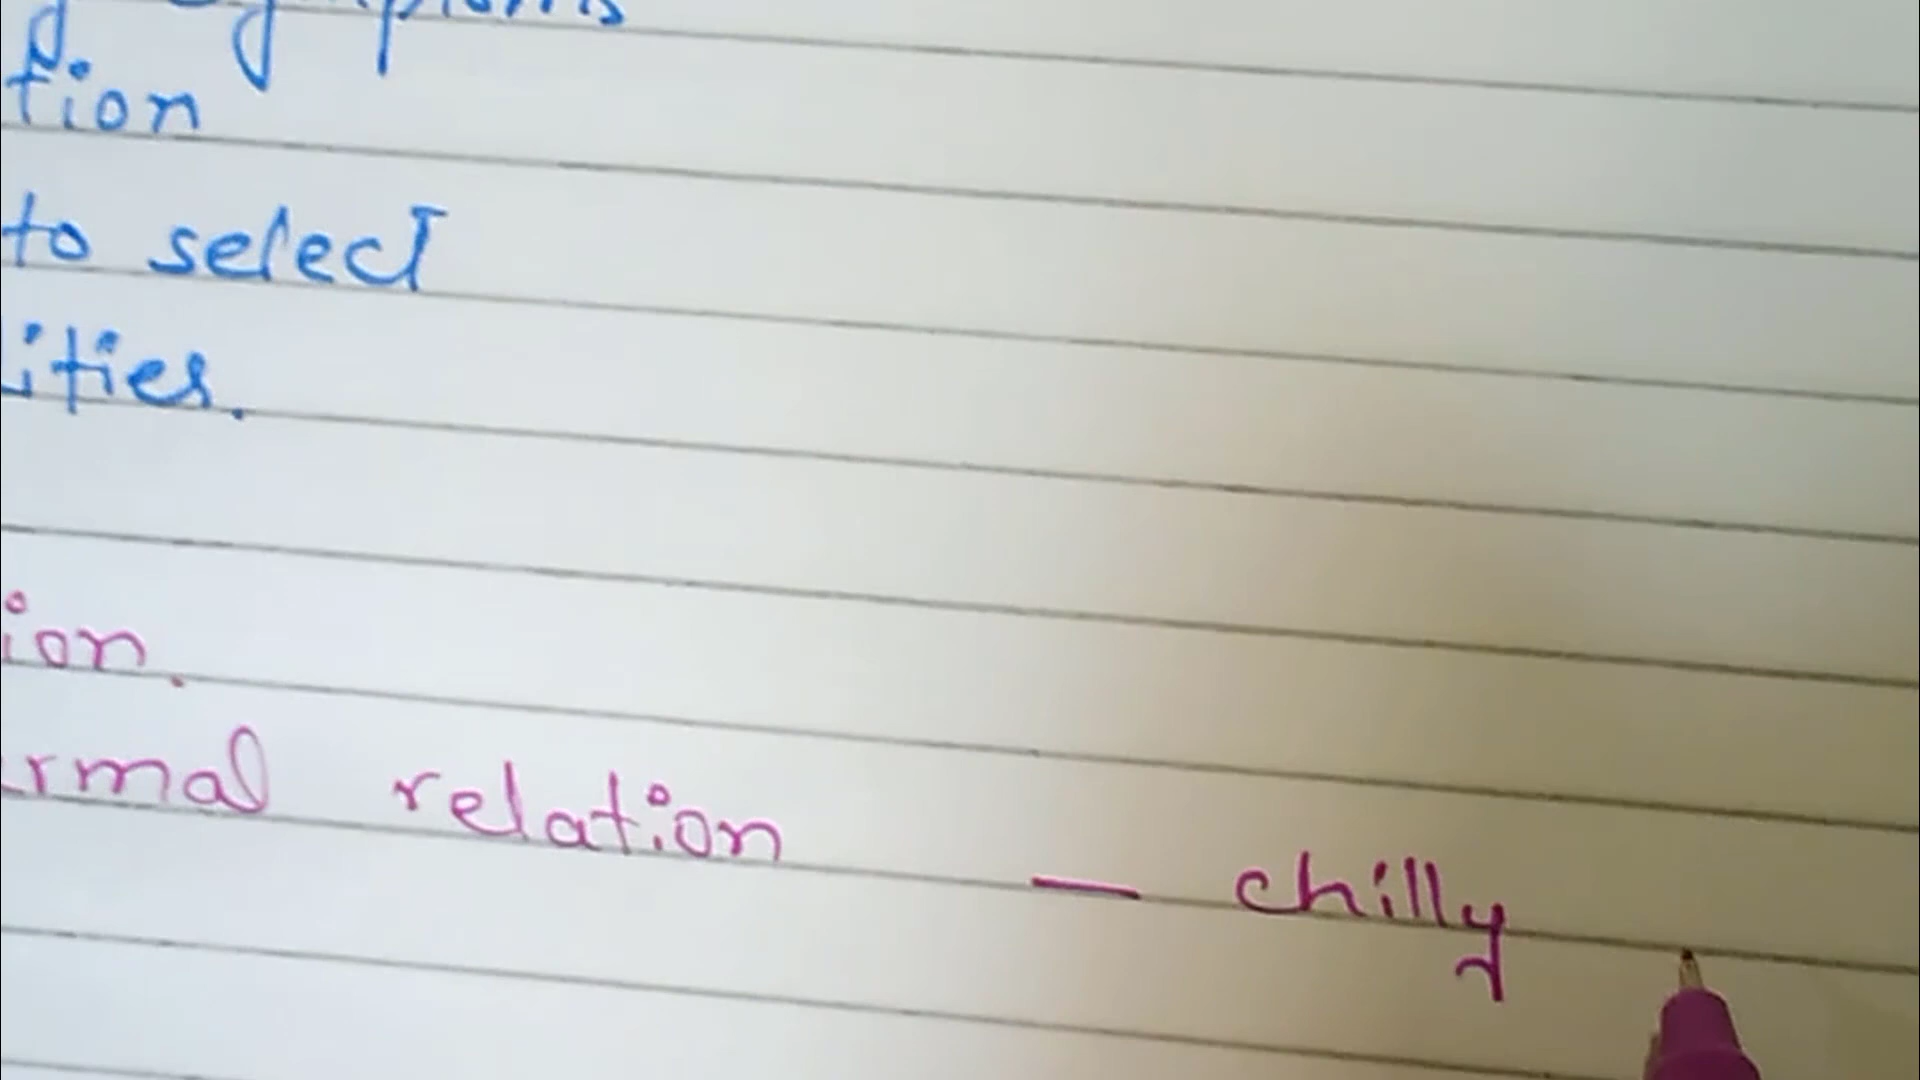 tion
to select
ities.
ion.
rmal relation — chilly